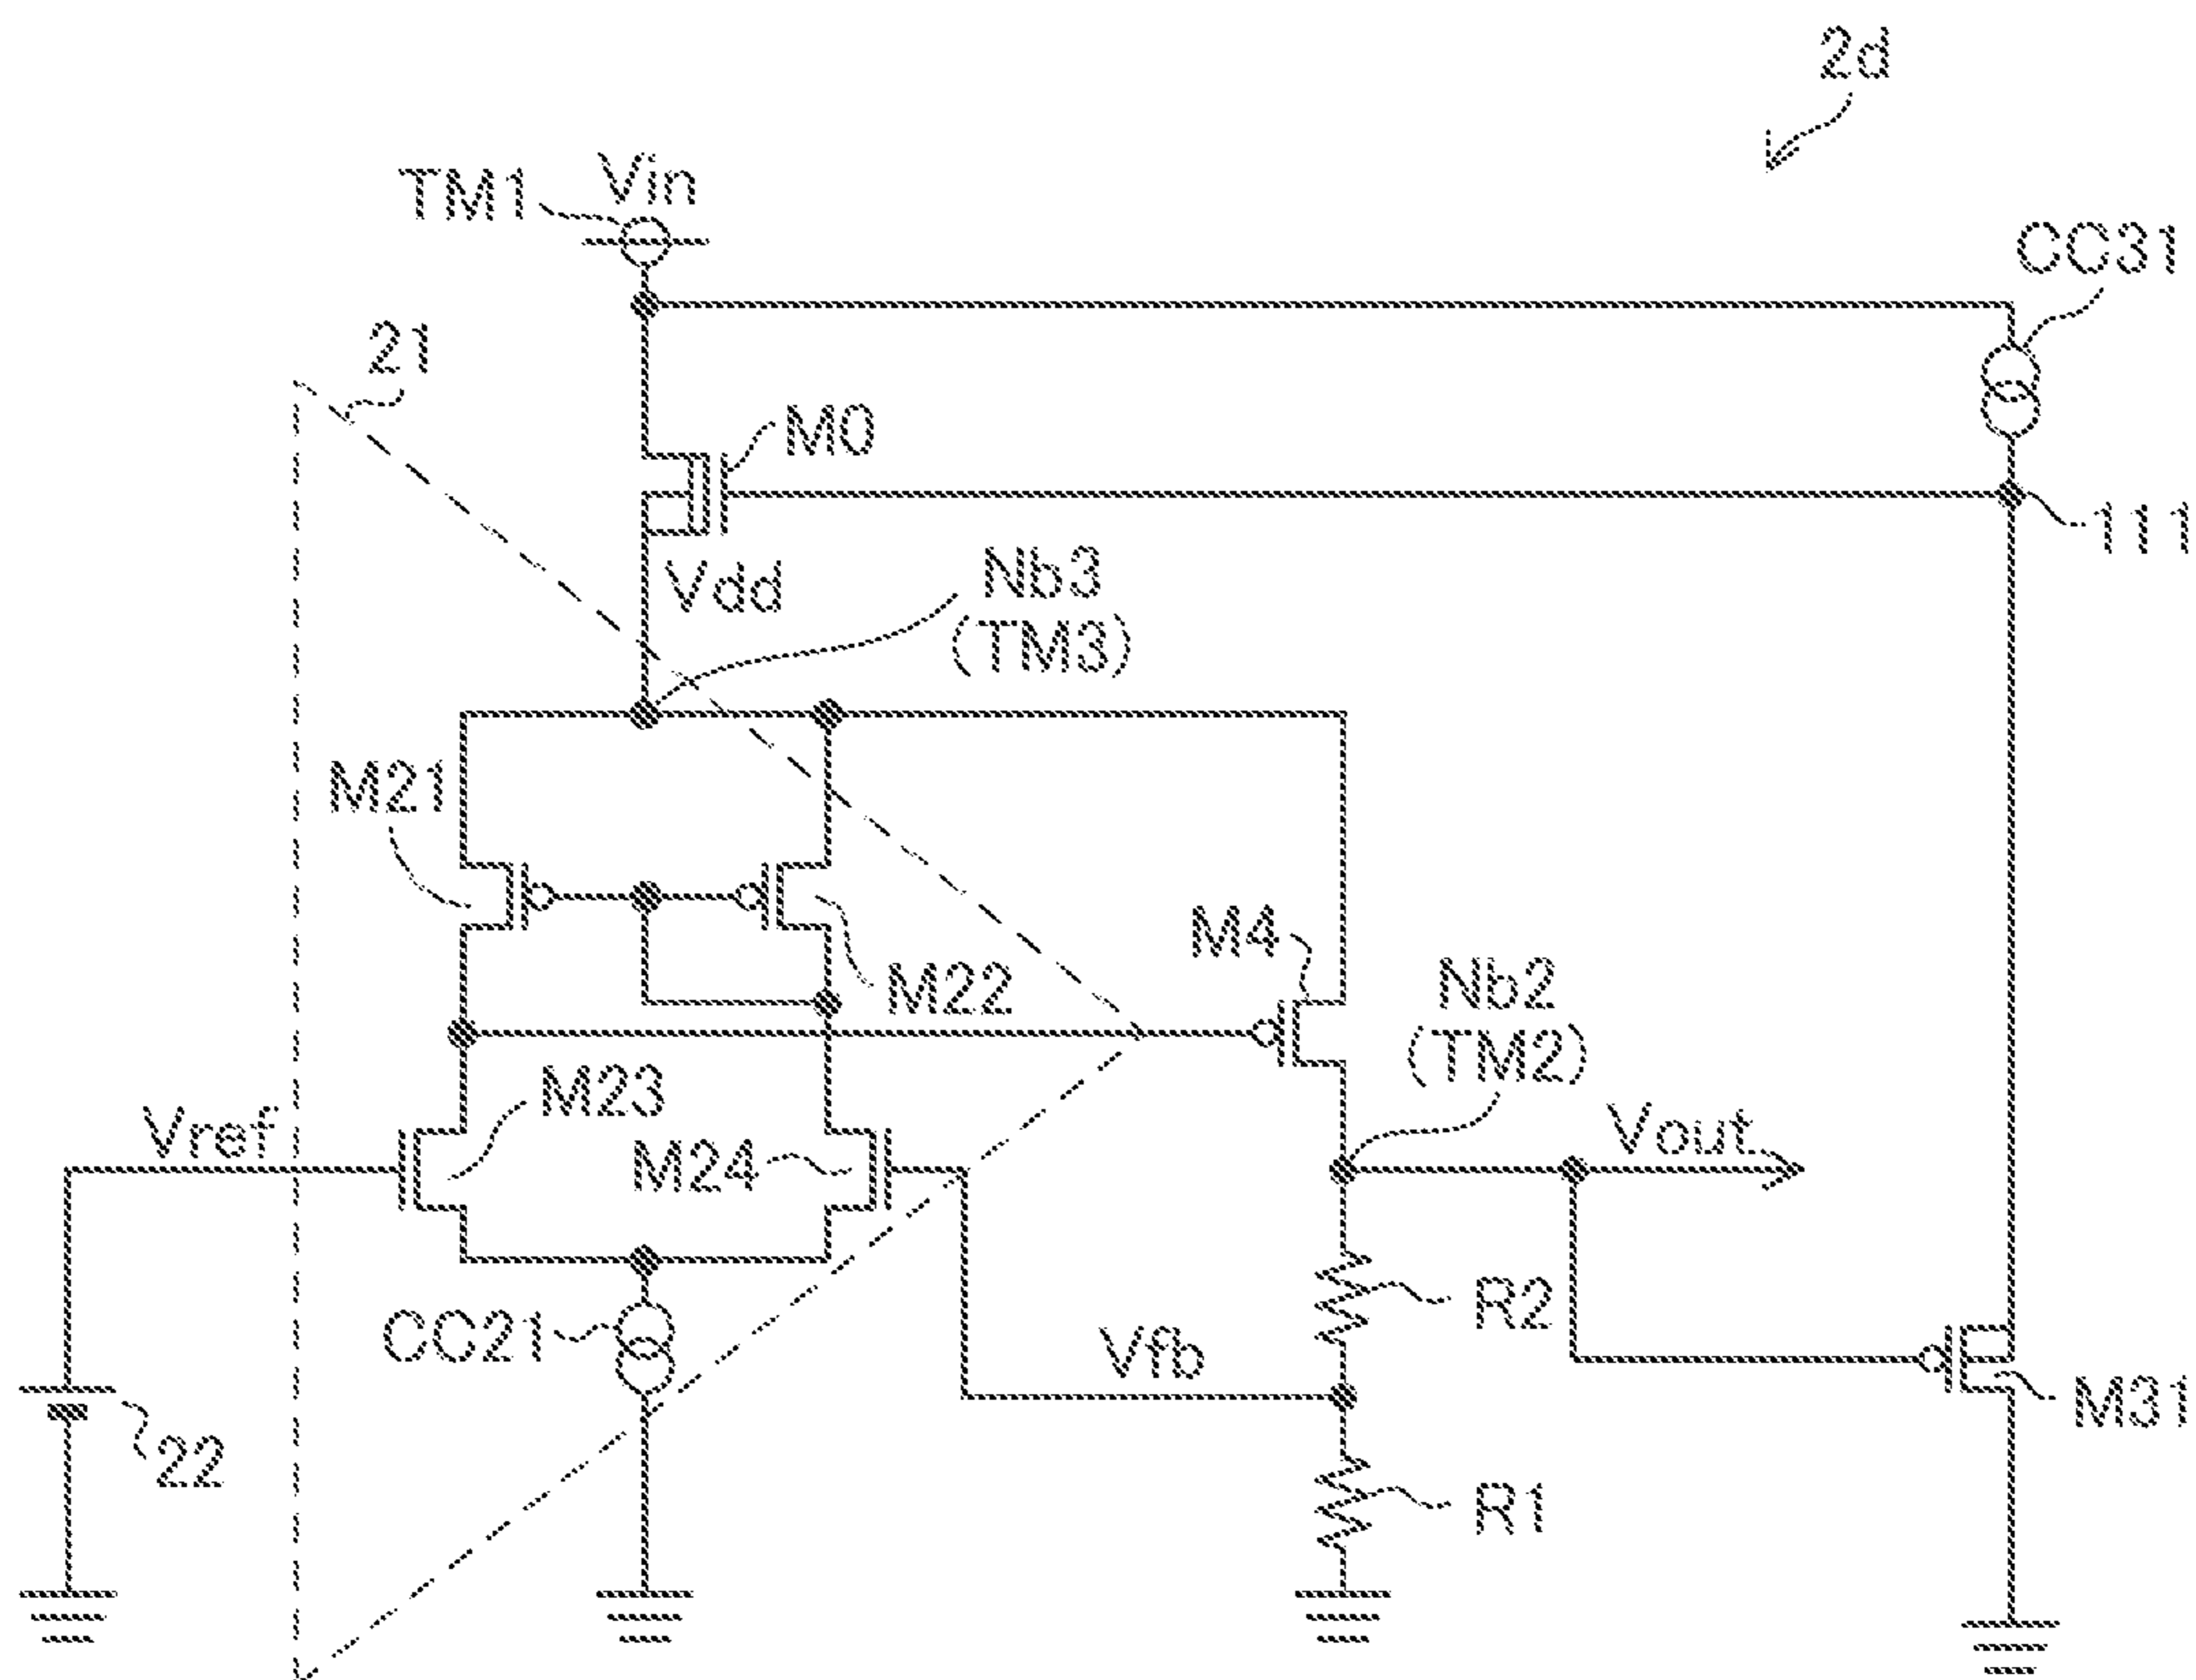 2d
Vin
TM1
CC31
21
M0
111
Vdd
Nb3
(TM3)
M21
M22
M4
Nb2
(TM2)
M23
Vref
M24
Vout
CC21
R2
Vfb
M31
22
R1